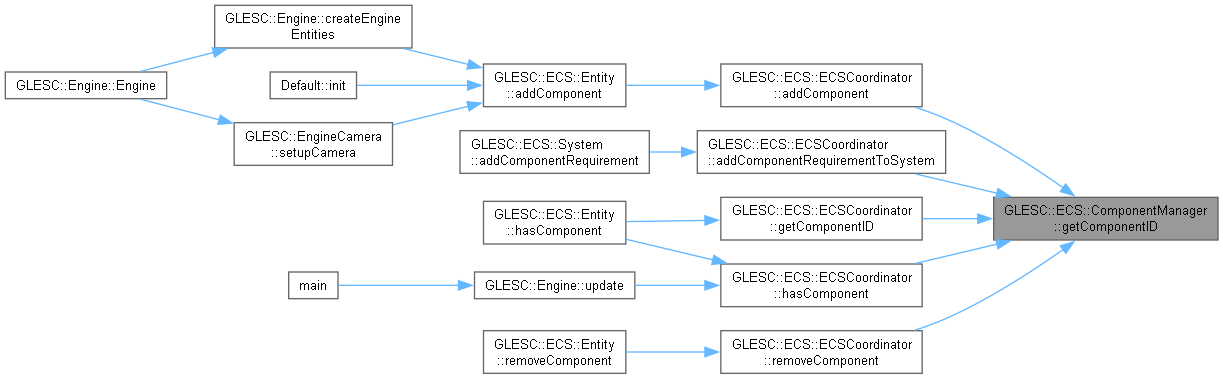 GLESC::Engine::createEngine
Entities
GLESC::Engine::Engine
Default::init
GLESC::EngineCamera
::setupCamera
GLESC::ECS::Entity
::addComponent
GLESC::ECS::ECSCoordinator
::addComponent
GLESC::ECS::System
::addComponentRequirement
GLESC::ECS::ECSCoordinator
::addComponentRequirementToSystem
GLESC::ECS::Entity
::hasComponent
GLESC::ECS::ECSCoordinator
::getComponentID
GLESC::ECS::ComponentManager
::getComponentID
main
GLESC::Engine::update
GLESC::ECS::ECSCoordinator
::hasComponent
GLESC::ECS::Entity
::removeComponent
GLESC::ECS::ECSCoordinator
::removeComponent